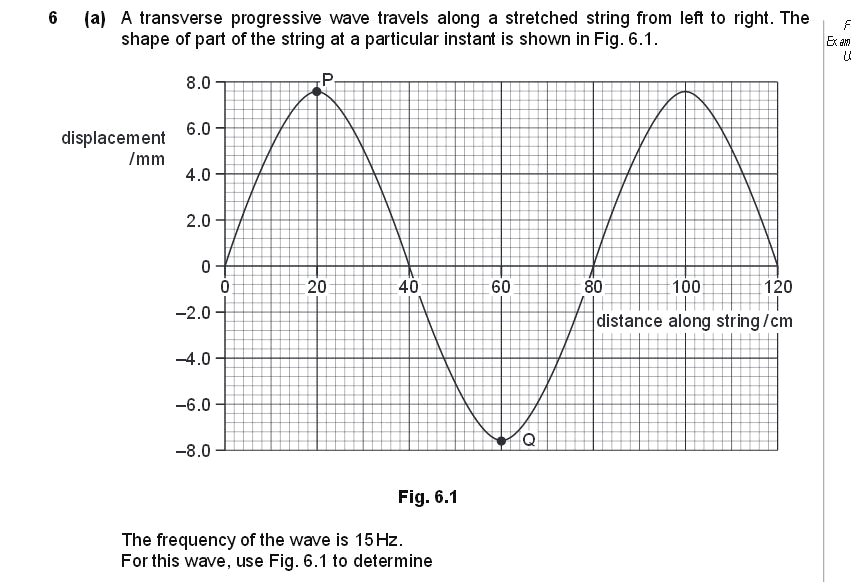 6 (a) A transverse progressive wave travels along a stretched string from left to right. The
shape of part of the string at a particular instant is shown in Fig. 6.1.
F
Exam
U
8.0
P
displacement
/mm
6.0
4.0
2.0
0
0 20 40 60 80 100 120
distance along string/cm
–2.0
–4.0
–6.0
–8.0
Q
Fig. 6.1
The frequency of the wave is 15Hz.
For this wave, use Fig. 6.1 to determine